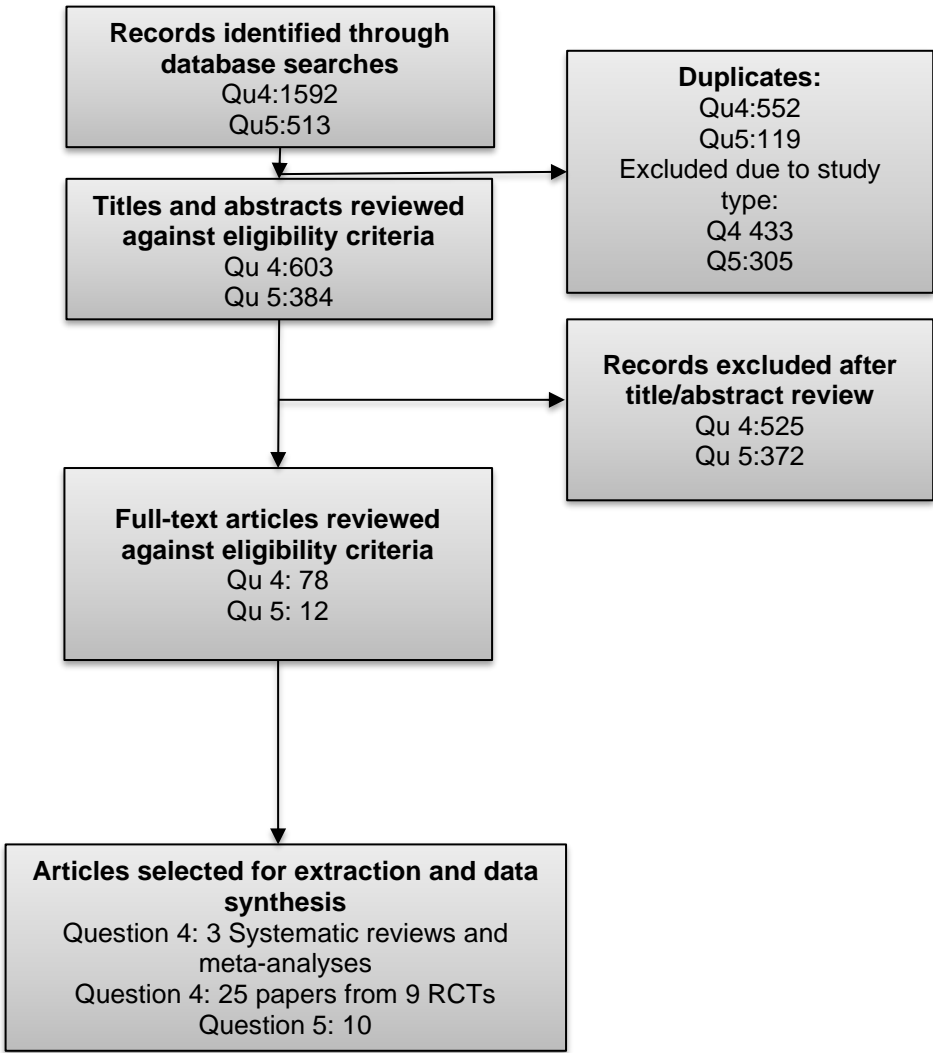 Records identified through
database searches
Qu4:1592
Qu5:513
Duplicates:
Qu4:552
Qu5:119
Excluded due to study
type:
Q4 433
Q5:305
Titles and abstracts reviewed
against eligibility criteria
Qu 4:603
Qu 5:384
Records excluded after
title/abstract review
Qu 4:525
Qu 5:372
Full-text articles reviewed
against eligibility criteria
Qu 4: 78
Qu 5: 12
Articles selected for extraction and data
synthesis
Question 4: 3 Systematic reviews and
meta-analyses
Question 4: 25 papers from 9 RCTs
Question 5: 10